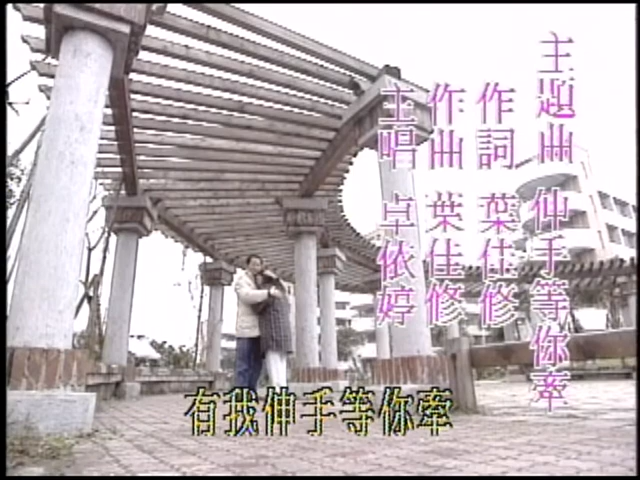 主題曲 伸手等你牽
作詞 葉佳修
作曲 葉佳修
主唱 卓依婷
有我伸手等你牽